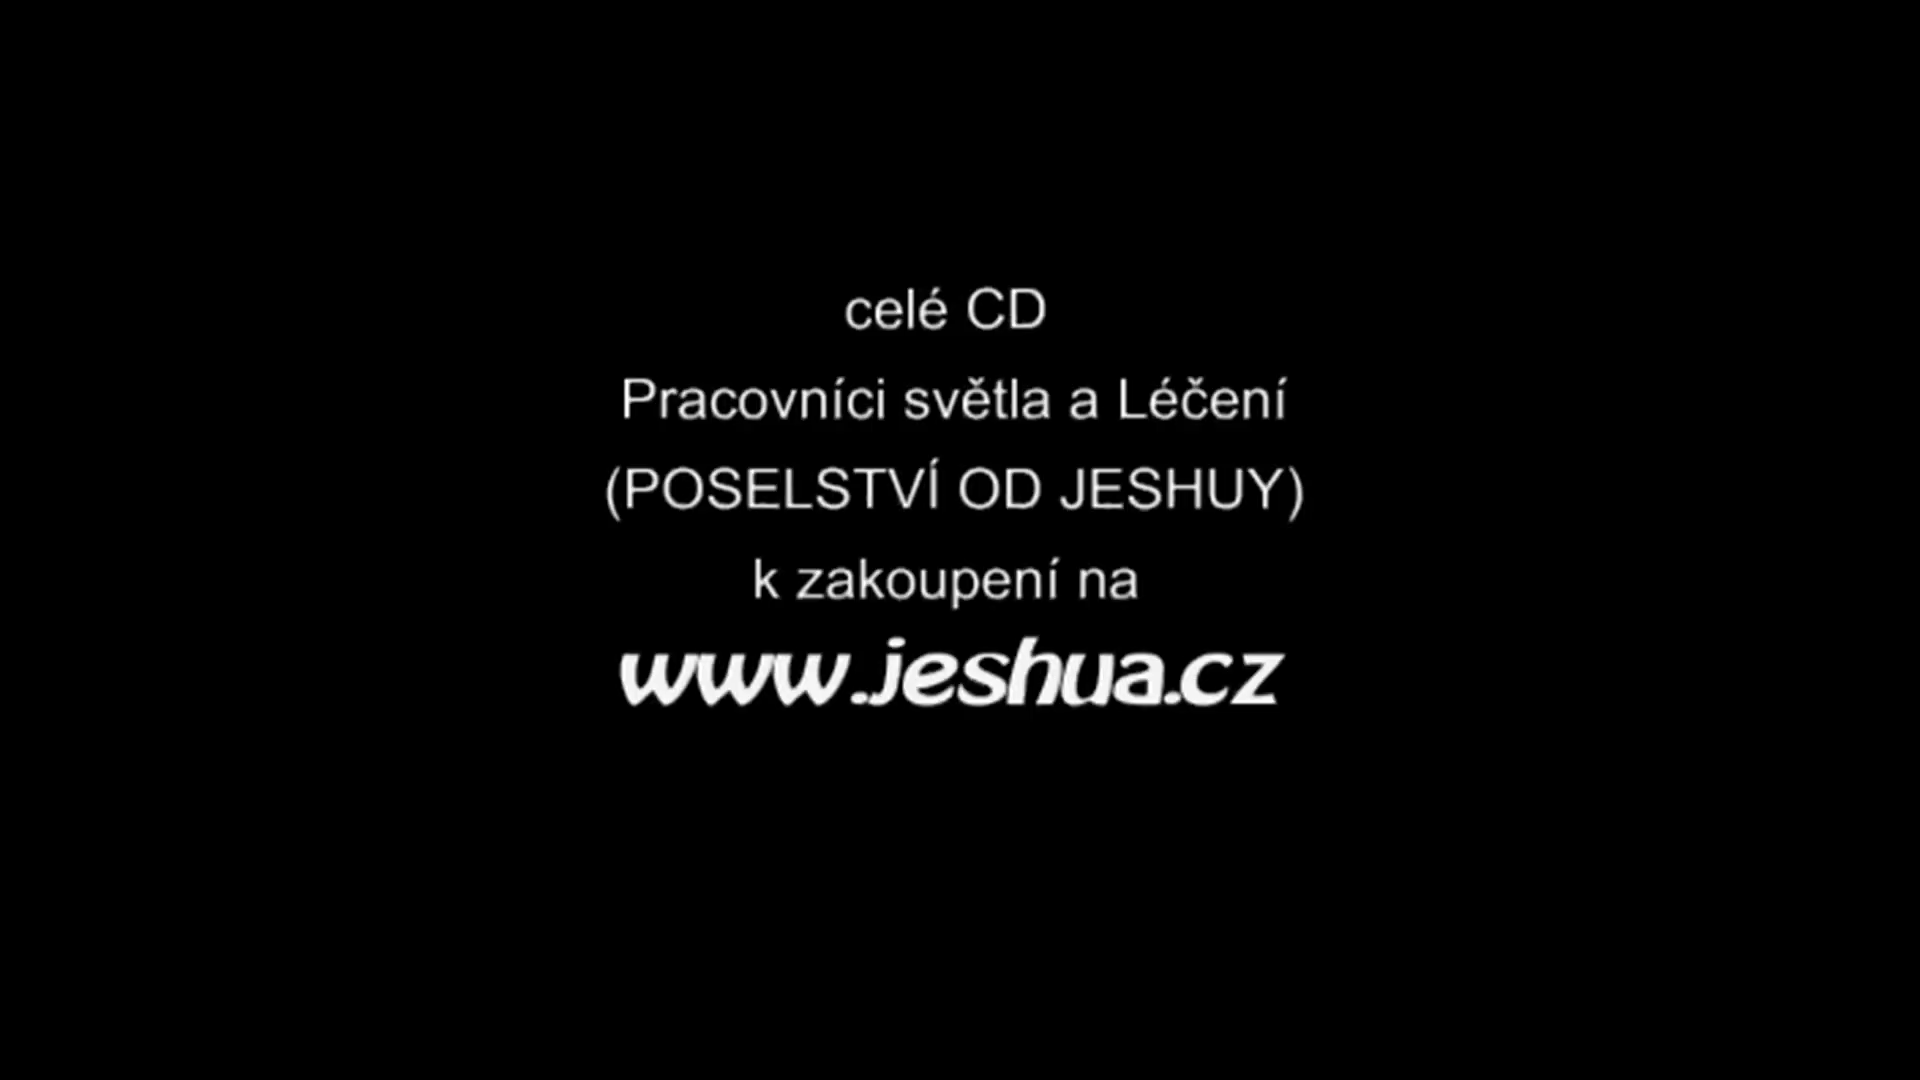 celé CD
Pracovníci světla a Léčení
(POSELSTVÍ OD JESHUY)
k zakoupení na
www.jeshua.cz